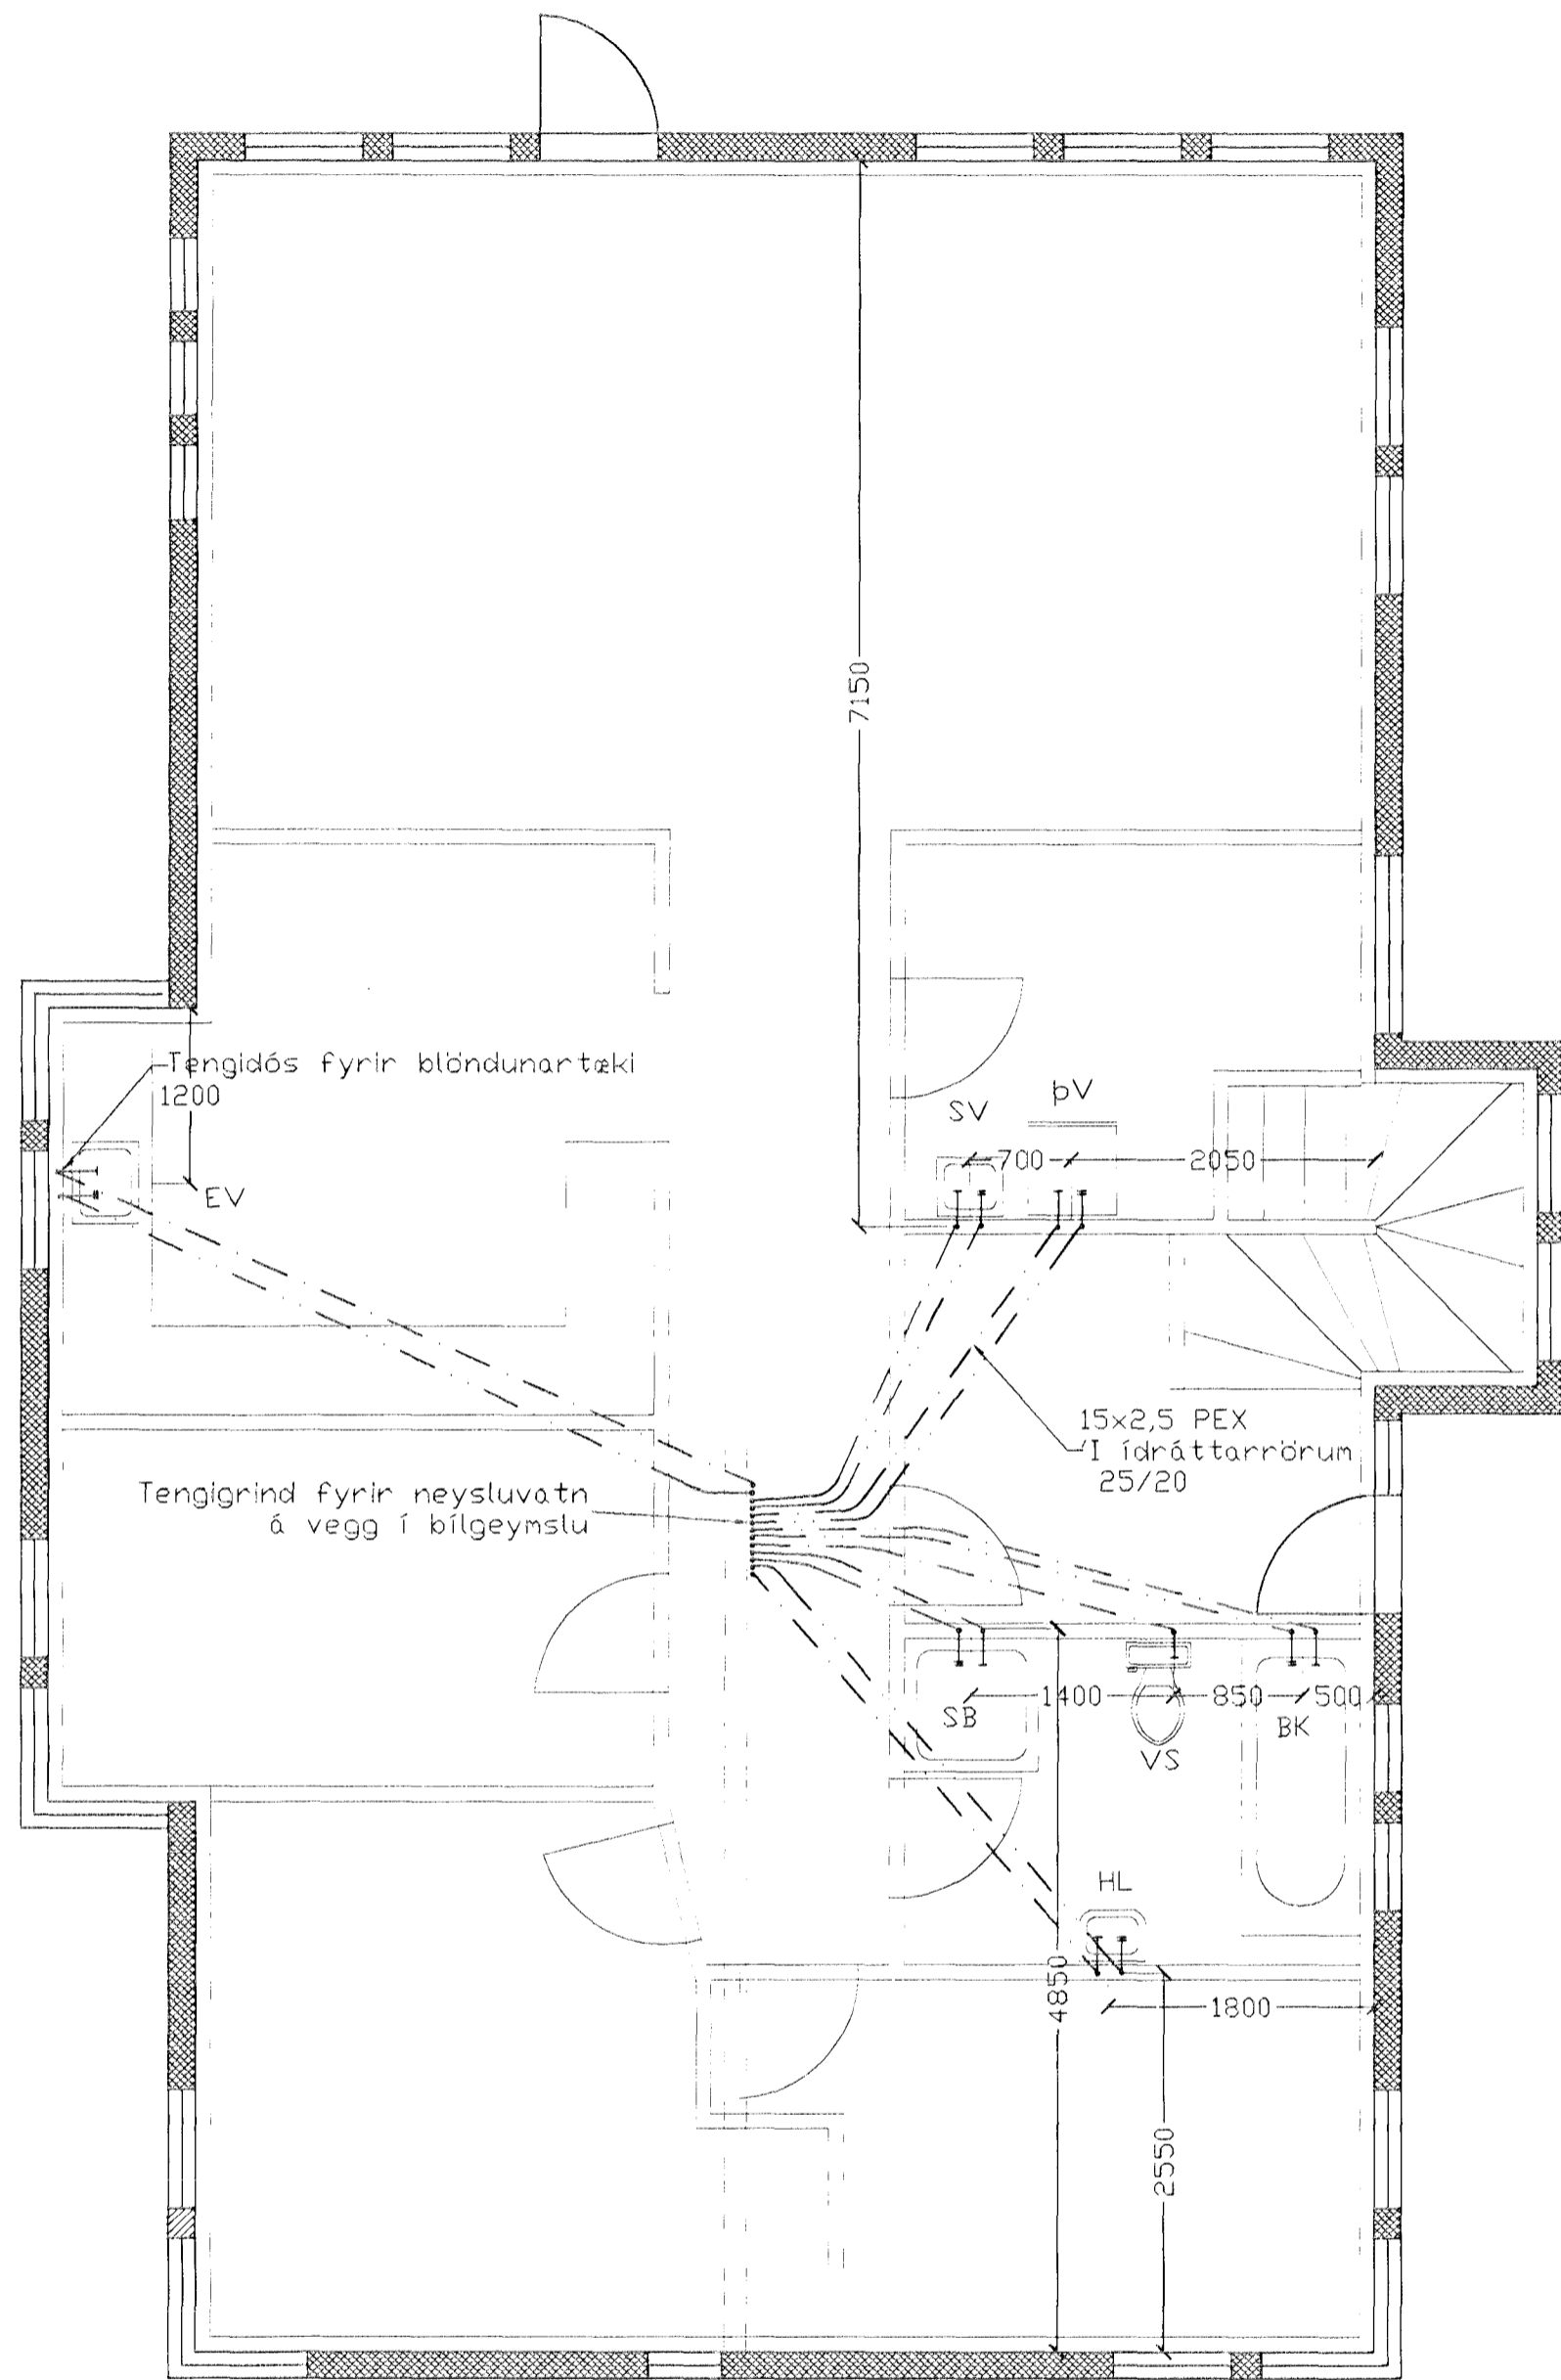 7150
Tengidós fyrir blöndunartæki
1200
EV
SV
þV
700
2050
15x2,5 PEX
Í ídráttarrörum
25/20
Tengigrind fyrir neysluvatn
á vegg í bílgeymslu
1400
850
500
SB
VS
BK
HL
4850
1800
2550